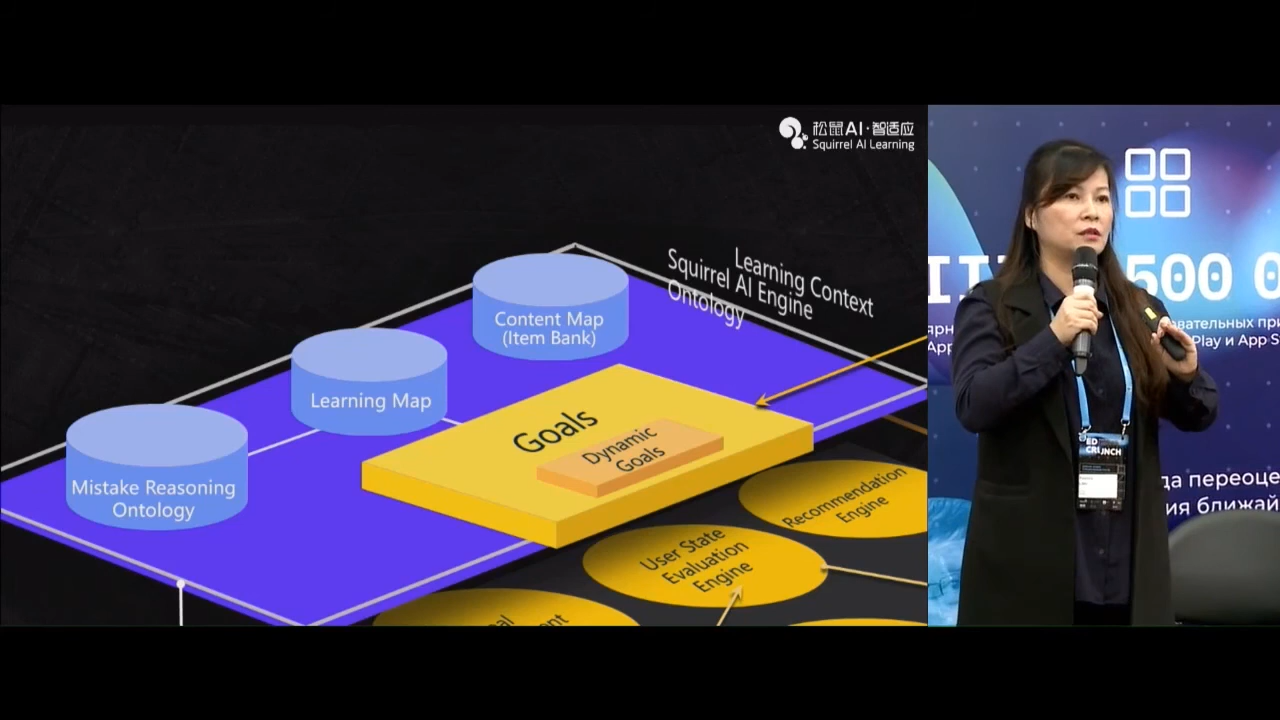 松鼠AI·智适应
Squirrel AI Learning
Learning Context
Squirrel AI Engine
Ontology
Content Map
(Item Bank)
Learning Map
Mistake Reasoning
Ontology
Goals
Dynamic
Goals
Recommendation
Engine
User State
Evaluation
Engine
500 0
Play и App S
ED
CRUNCH
да переоце
ия ближай